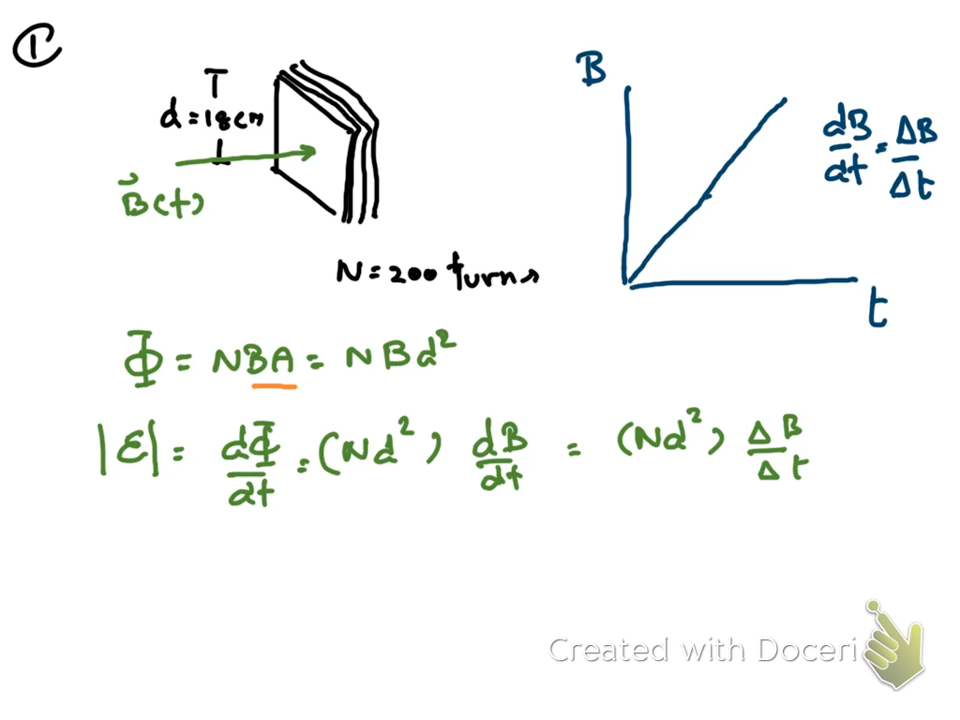 ①
T
d = 18cm
⊥
B⃗(t)
N = 200 turns
B
dB/dt = ΔB/Δt
t
Φ = NBA = NBd²
|ε| = dΦ/dt = (Nd²) dB/dt = (Nd²) ΔB/Δt
Created with Doceri